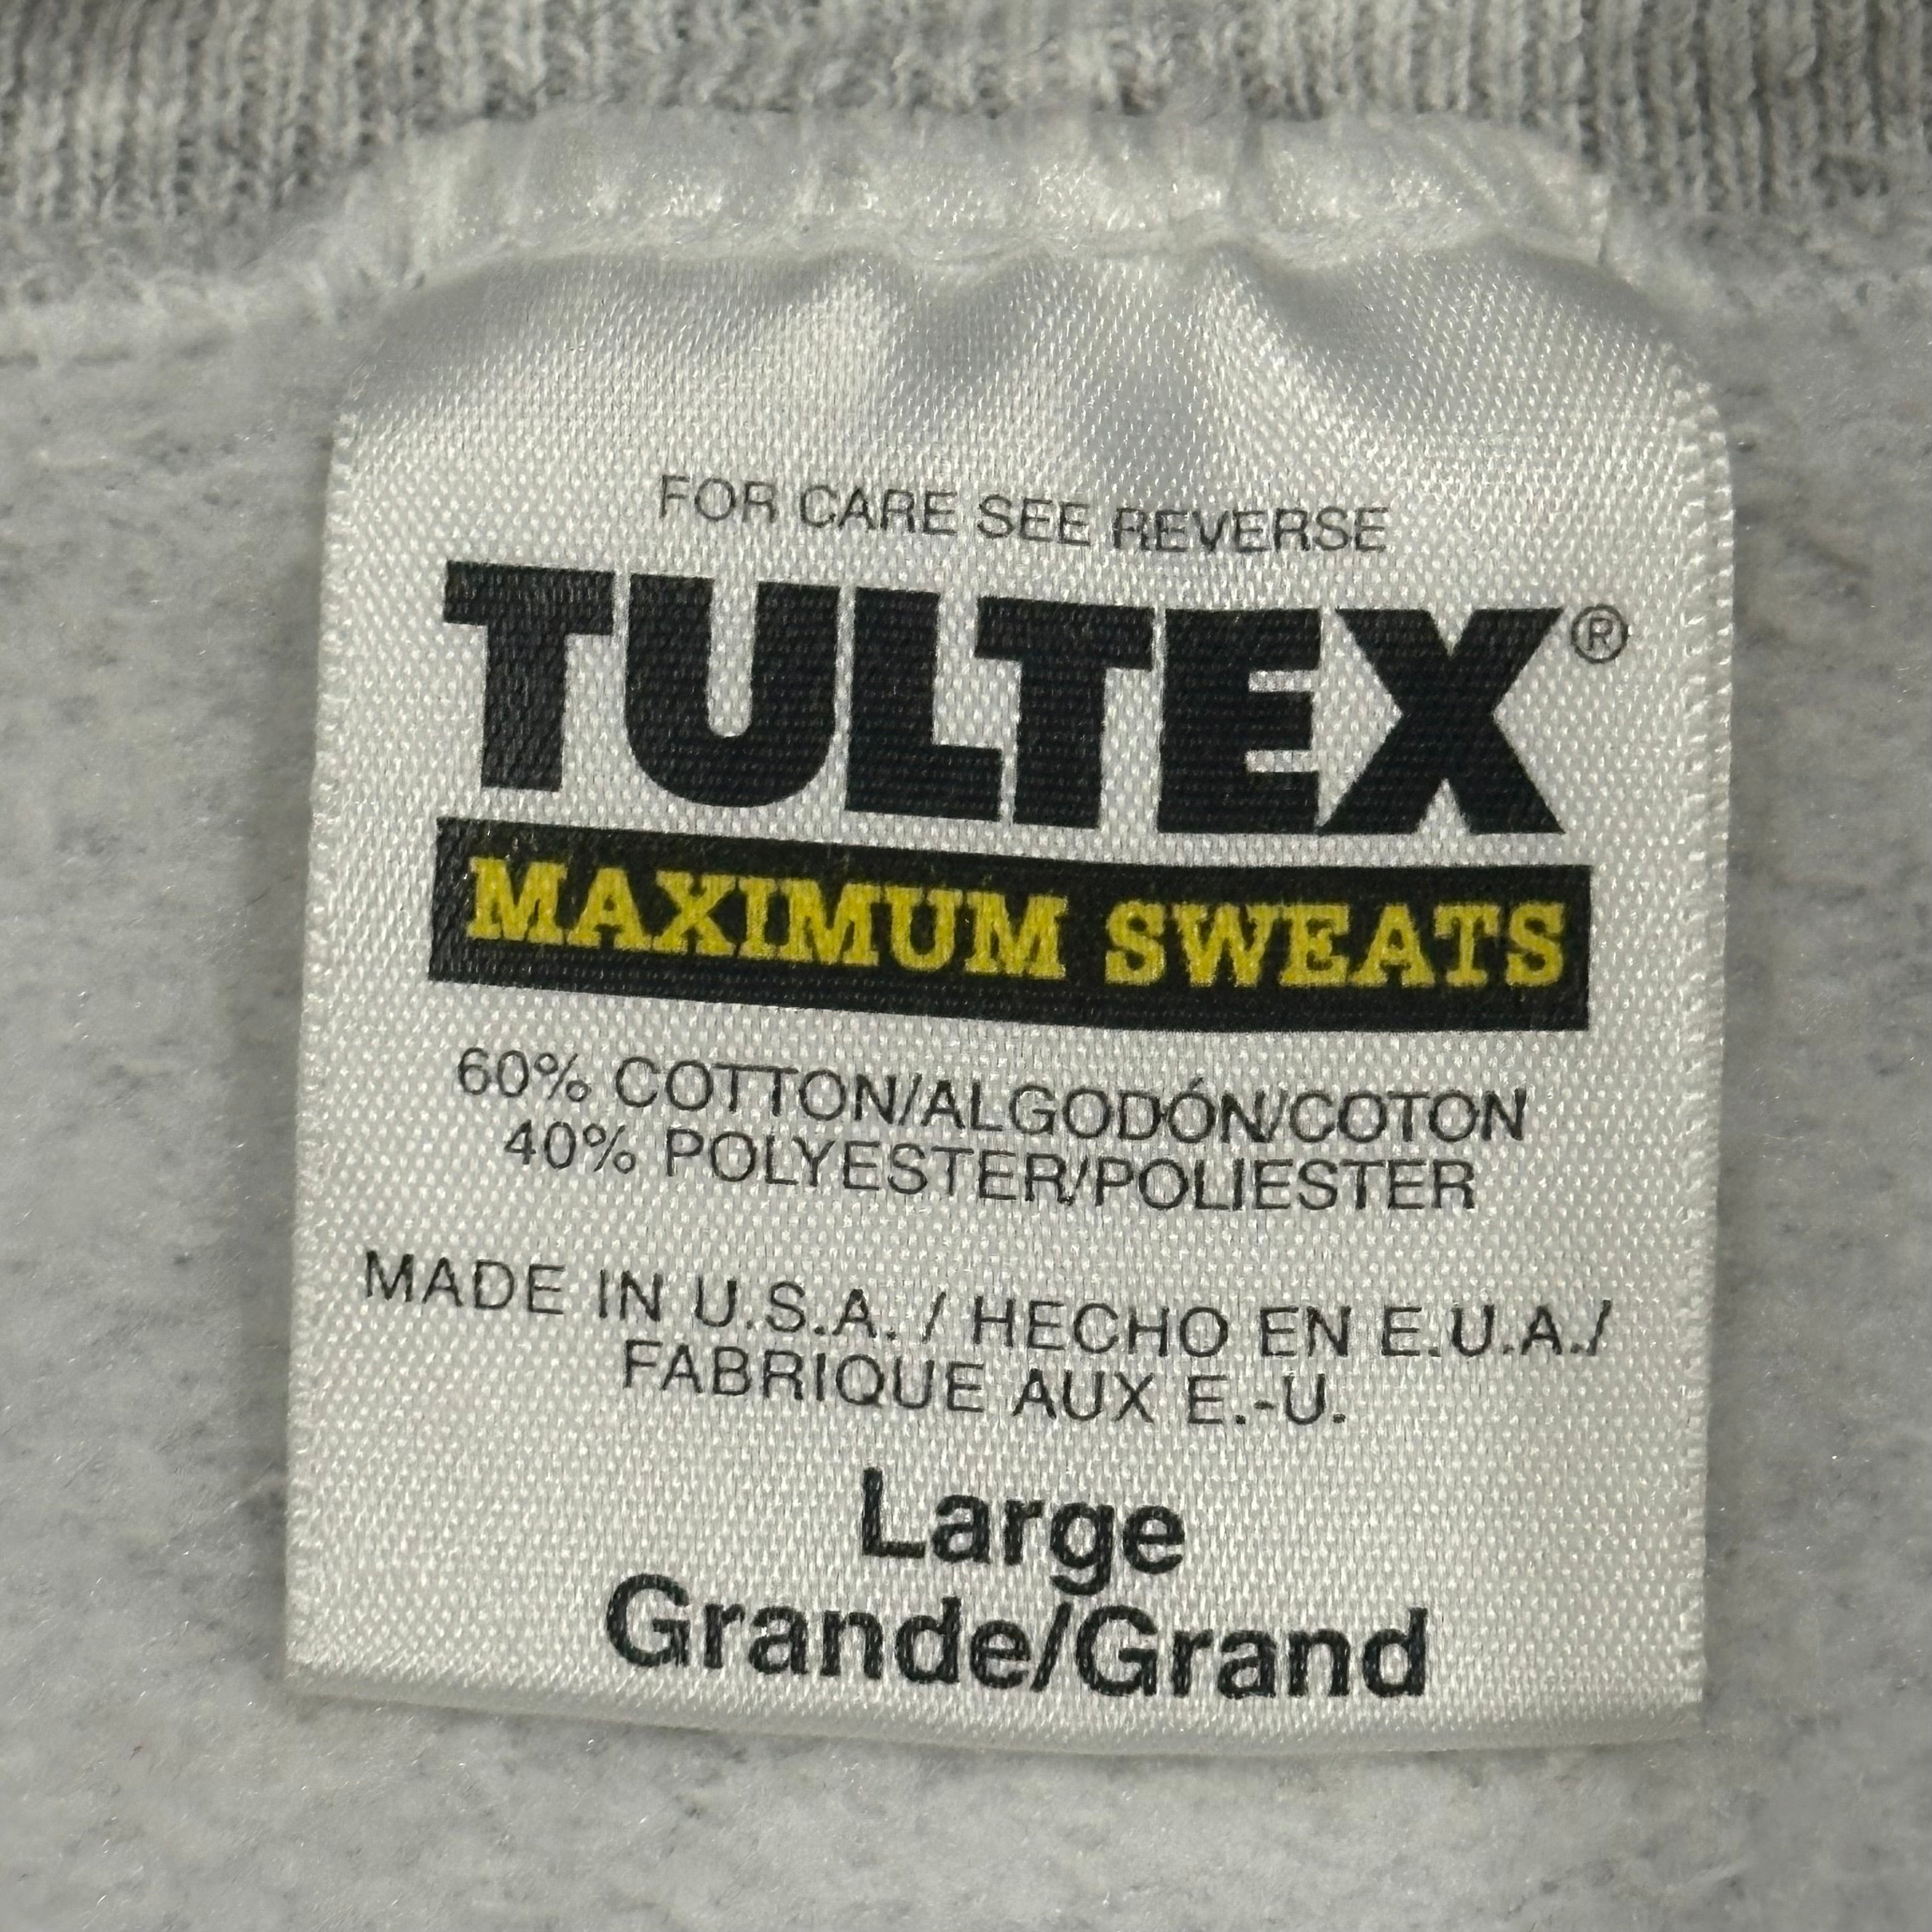 FOR CARE SEE REVERSE
TULTEX®
MAXIMUM SWEATS
60% COTTON/ALGODÓN/COTON
40% POLYESTER/POLIESTER
MADE IN U.S.A. / HECHO EN E.U.A./
FABRIQUE AUX E.-U.
Large
Grande/Grand